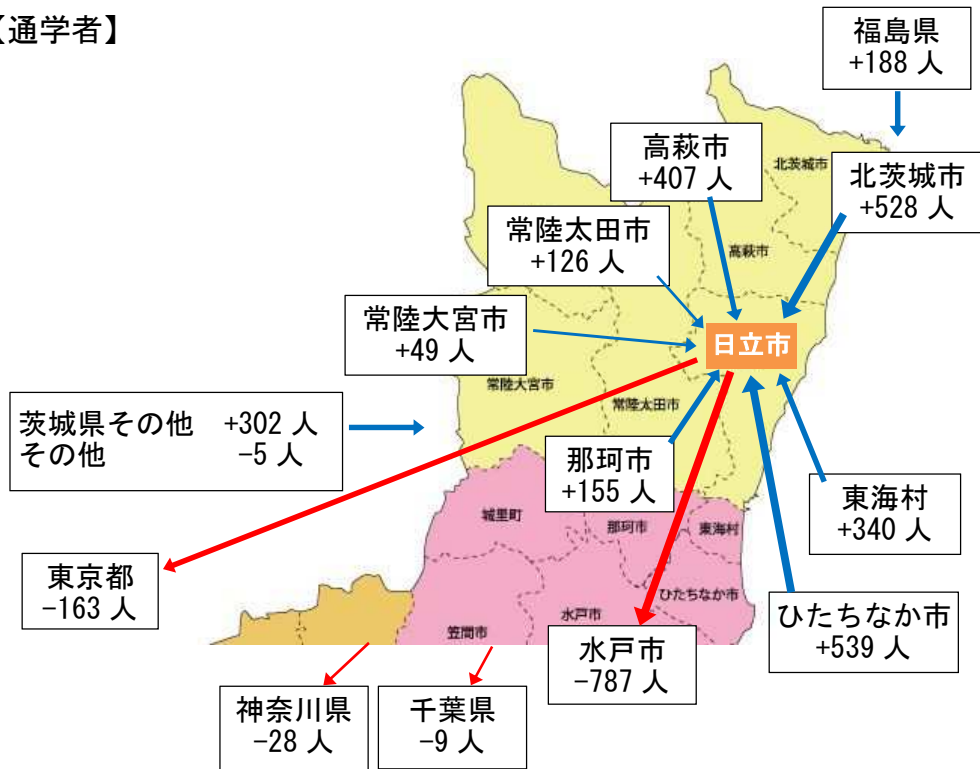 【通学者】
福島県
+188 人
高萩市
+407 人
北茨城市
北茨城市
+528 人
常陸太田市
+126 人
高萩市
常陸大宮市
+49 人
日立市
常陸大宮市
常陸太田市
茨城県その他 +302 人
その他 -5 人
那珂市
+155 人
東海村
+340 人
城里町
那珂市
東海村
東京都
-163 人
ひたちなか市
水戸市
笠間市
ひたちなか市
+539 人
水戸市
-787 人
神奈川県
-28 人
千葉県
-9 人